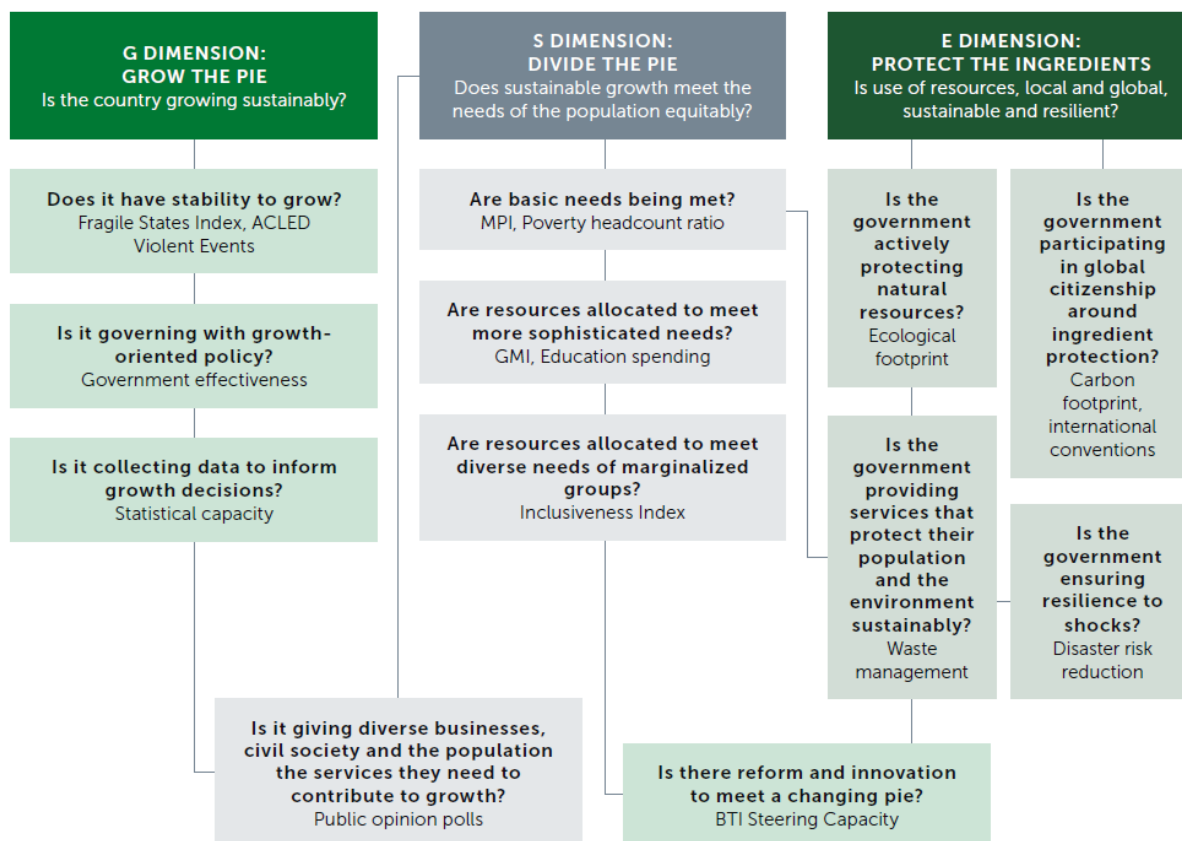 G DIMENSION:
GROW THE PIE
Is the country growing sustainably?
Does it have stability to grow?
Fragile States Index, ACLED
Violent Events
Is it governing with growth-
oriented policy?
Government effectiveness
Is it collecting data to inform
growth decisions?
Statistical capacity
Is it giving diverse businesses,
civil society and the population
the services they need to
contribute to growth?
Public opinion polls
S DIMENSION:
DIVIDE THE PIE
Does sustainable growth meet the
needs of the population equitably?
Are basic needs being met?
MPI, Poverty headcount ratio
Are resources allocated to meet
more sophisticated needs?
GMI, Education spending
Are resources allocated to meet
diverse needs of marginalized
groups?
Inclusiveness Index
Is there reform and innovation
to meet a changing pie?
BTI Steering Capacity
E DIMENSION:
PROTECT THE INGREDIENTS
Is use of resources, local and global,
sustainable and resilient?
Is the
government
actively
protecting
natural
resources?
Ecological
footprint
Is the
government
providing
services that
protect their
population
and the
environment
sustainably?
Waste
management
Is the
government
participating
in global
citizenship
around
ingredient
protection?
Carbon
footprint,
international
conventions
Is the
government
ensuring
resilience to
shocks?
Disaster risk
reduction